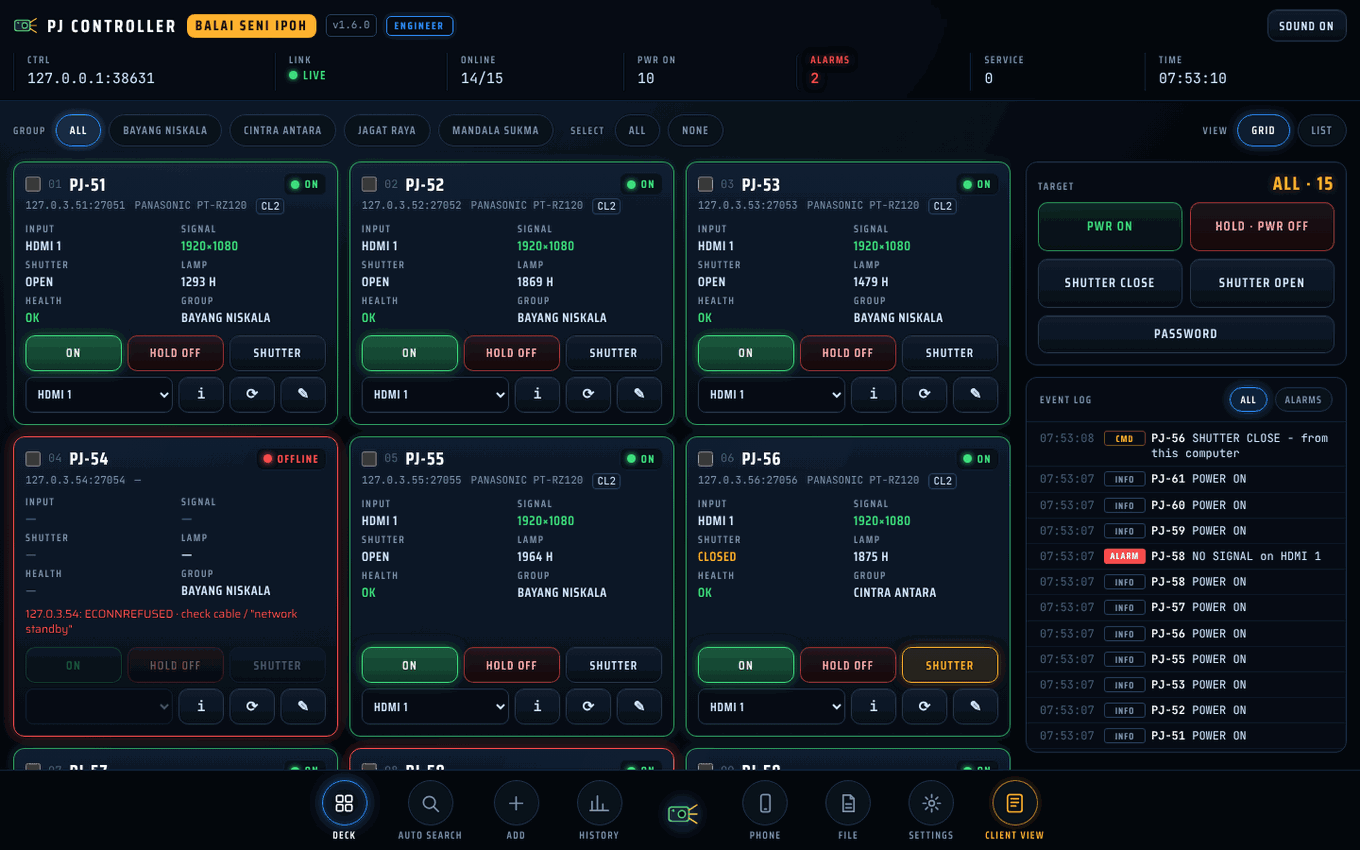 PJ CONTROLLER BALAI SENI IPOH v1.6.0 ENGINEER SOUND ON
CTRL LINK ONLINE PWR ON ALARMS SERVICE TIME
127.0.0.1:38631 LIVE 14/15 10 2 0 07:53:10
GROUP ALL BAYANG NISKALA CINTRA ANTARA JAGAT RAYA MANDALA SUKMA SELECT ALL NONE VIEW GRID LIST
01 PJ-51 ON
127.0.3.51:27051 PANASONIC PT-RZ120 CL2
INPUT SIGNAL
HDMI 1 1920×1080
SHUTTER LAMP
OPEN 1293 H
HEALTH GROUP
OK BAYANG NISKALA
ON HOLD OFF SHUTTER
HDMI 1 i ⟳ ✎
02 PJ-52 ON
127.0.3.52:27052 PANASONIC PT-RZ120 CL2
INPUT SIGNAL
HDMI 1 1920×1080
SHUTTER LAMP
OPEN 1869 H
HEALTH GROUP
OK BAYANG NISKALA
ON HOLD OFF SHUTTER
HDMI 1 i ⟳ ✎
03 PJ-53 ON
127.0.3.53:27053 PANASONIC PT-RZ120 CL2
INPUT SIGNAL
HDMI 1 1920×1080
SHUTTER LAMP
OPEN 1479 H
HEALTH GROUP
OK BAYANG NISKALA
ON HOLD OFF SHUTTER
HDMI 1 i ⟳ ✎
04 PJ-54 OFFLINE
127.0.3.54:27054 —
INPUT SIGNAL
— —
SHUTTER LAMP
— —
HEALTH GROUP
— BAYANG NISKALA
127.0.3.54: ECONNREFUSED · check cable / "network
standby"
ON HOLD OFF SHUTTER
i ⟳ ✎
05 PJ-55 ON
127.0.3.55:27055 PANASONIC PT-RZ120 CL2
INPUT SIGNAL
HDMI 1 1920×1080
SHUTTER LAMP
OPEN 1964 H
HEALTH GROUP
OK BAYANG NISKALA
ON HOLD OFF SHUTTER
HDMI 1 i ⟳ ✎
06 PJ-56 ON
127.0.3.56:27056 PANASONIC PT-RZ120 CL2
INPUT SIGNAL
HDMI 1 1920×1080
SHUTTER LAMP
CLOSED 1875 H
HEALTH GROUP
OK CINTRA ANTARA
ON HOLD OFF SHUTTER
HDMI 1 i ⟳ ✎
TARGET ALL · 15
PWR ON HOLD · PWR OFF
SHUTTER CLOSE SHUTTER OPEN
PASSWORD
EVENT LOG ALL ALARMS
07:53:08 CMD PJ-56 SHUTTER CLOSE - from
this computer
07:53:07 INFO PJ-61 POWER ON
07:53:07 INFO PJ-60 POWER ON
07:53:07 INFO PJ-59 POWER ON
07:53:07 ALARM PJ-58 NO SIGNAL on HDMI 1
07:53:07 INFO PJ-58 POWER ON
07:53:07 INFO PJ-57 POWER ON
07:53:07 INFO PJ-56 POWER ON
07:53:07 INFO PJ-55 POWER ON
07:53:07 INFO PJ-53 POWER ON
07:53:07 INFO PJ-52 POWER ON
07:53:07 INFO PJ-51 POWER ON
DECK AUTO SEARCH ADD HISTORY PHONE FILE SETTINGS CLIENT VIEW